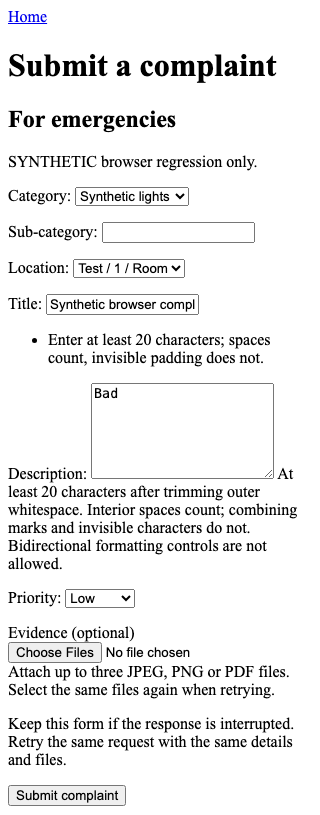 Home
Submit a complaint
For emergencies
SYNTHETIC browser regression only.
Category: Synthetic lights
Sub-category:
Location: Test / 1 / Room
Title: Synthetic browser compl
• Enter at least 20 characters; spaces
count, invisible padding does not.
Bad
Description: At
least 20 characters after trimming outer
whitespace. Interior spaces count; combining
marks and invisible characters do not.
Bidirectional formatting controls are not
allowed.
Priority: Low
Evidence (optional)
Choose Files No file chosen
Attach up to three JPEG, PNG or PDF files.
Select the same files again when retrying.
Keep this form if the response is interrupted.
Retry the same request with the same details
and files.
Submit complaint